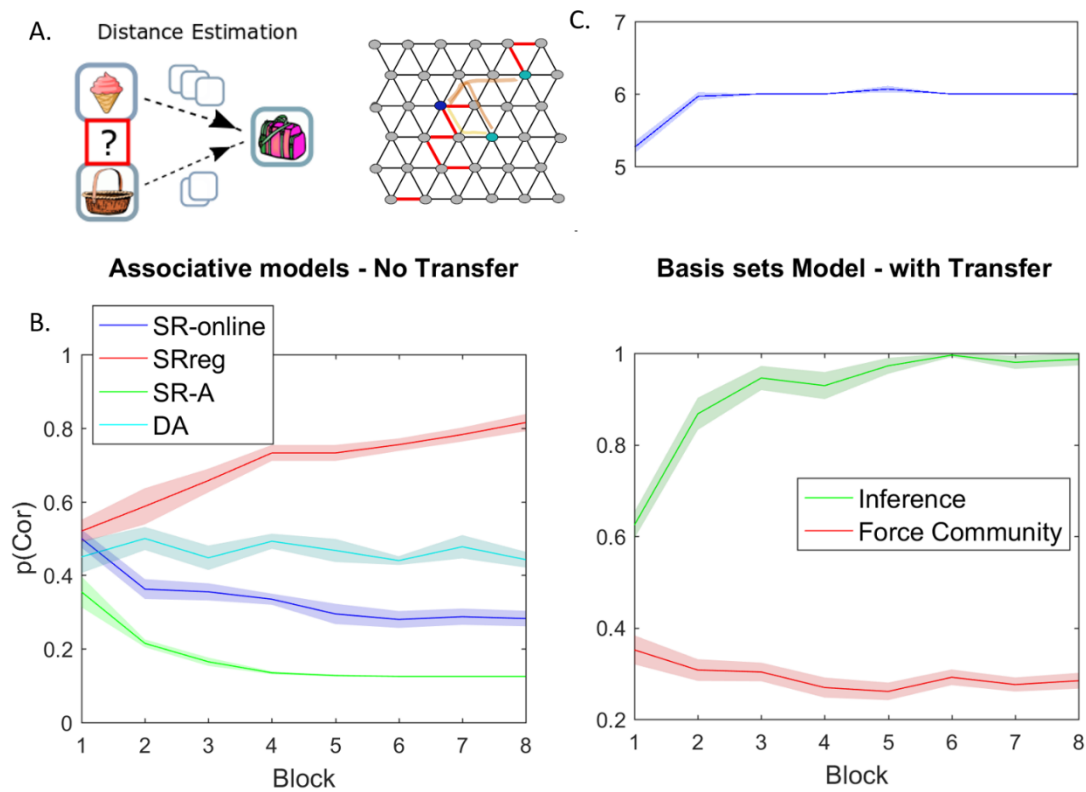 A.
Distance Estimation
?
C.
7
6
5
Associative models - No Transfer
Basis sets Model - with Transfer
B.
SR-online
SRreg
SR-A
DA
1
0.8
0.6
0.4
0.2
0
p(Cor)
1 2 3 4 5 6 7 8
Block
1
0.8
0.6
0.4
0.2
Inference
Force Community
1 2 3 4 5 6 7 8
Block